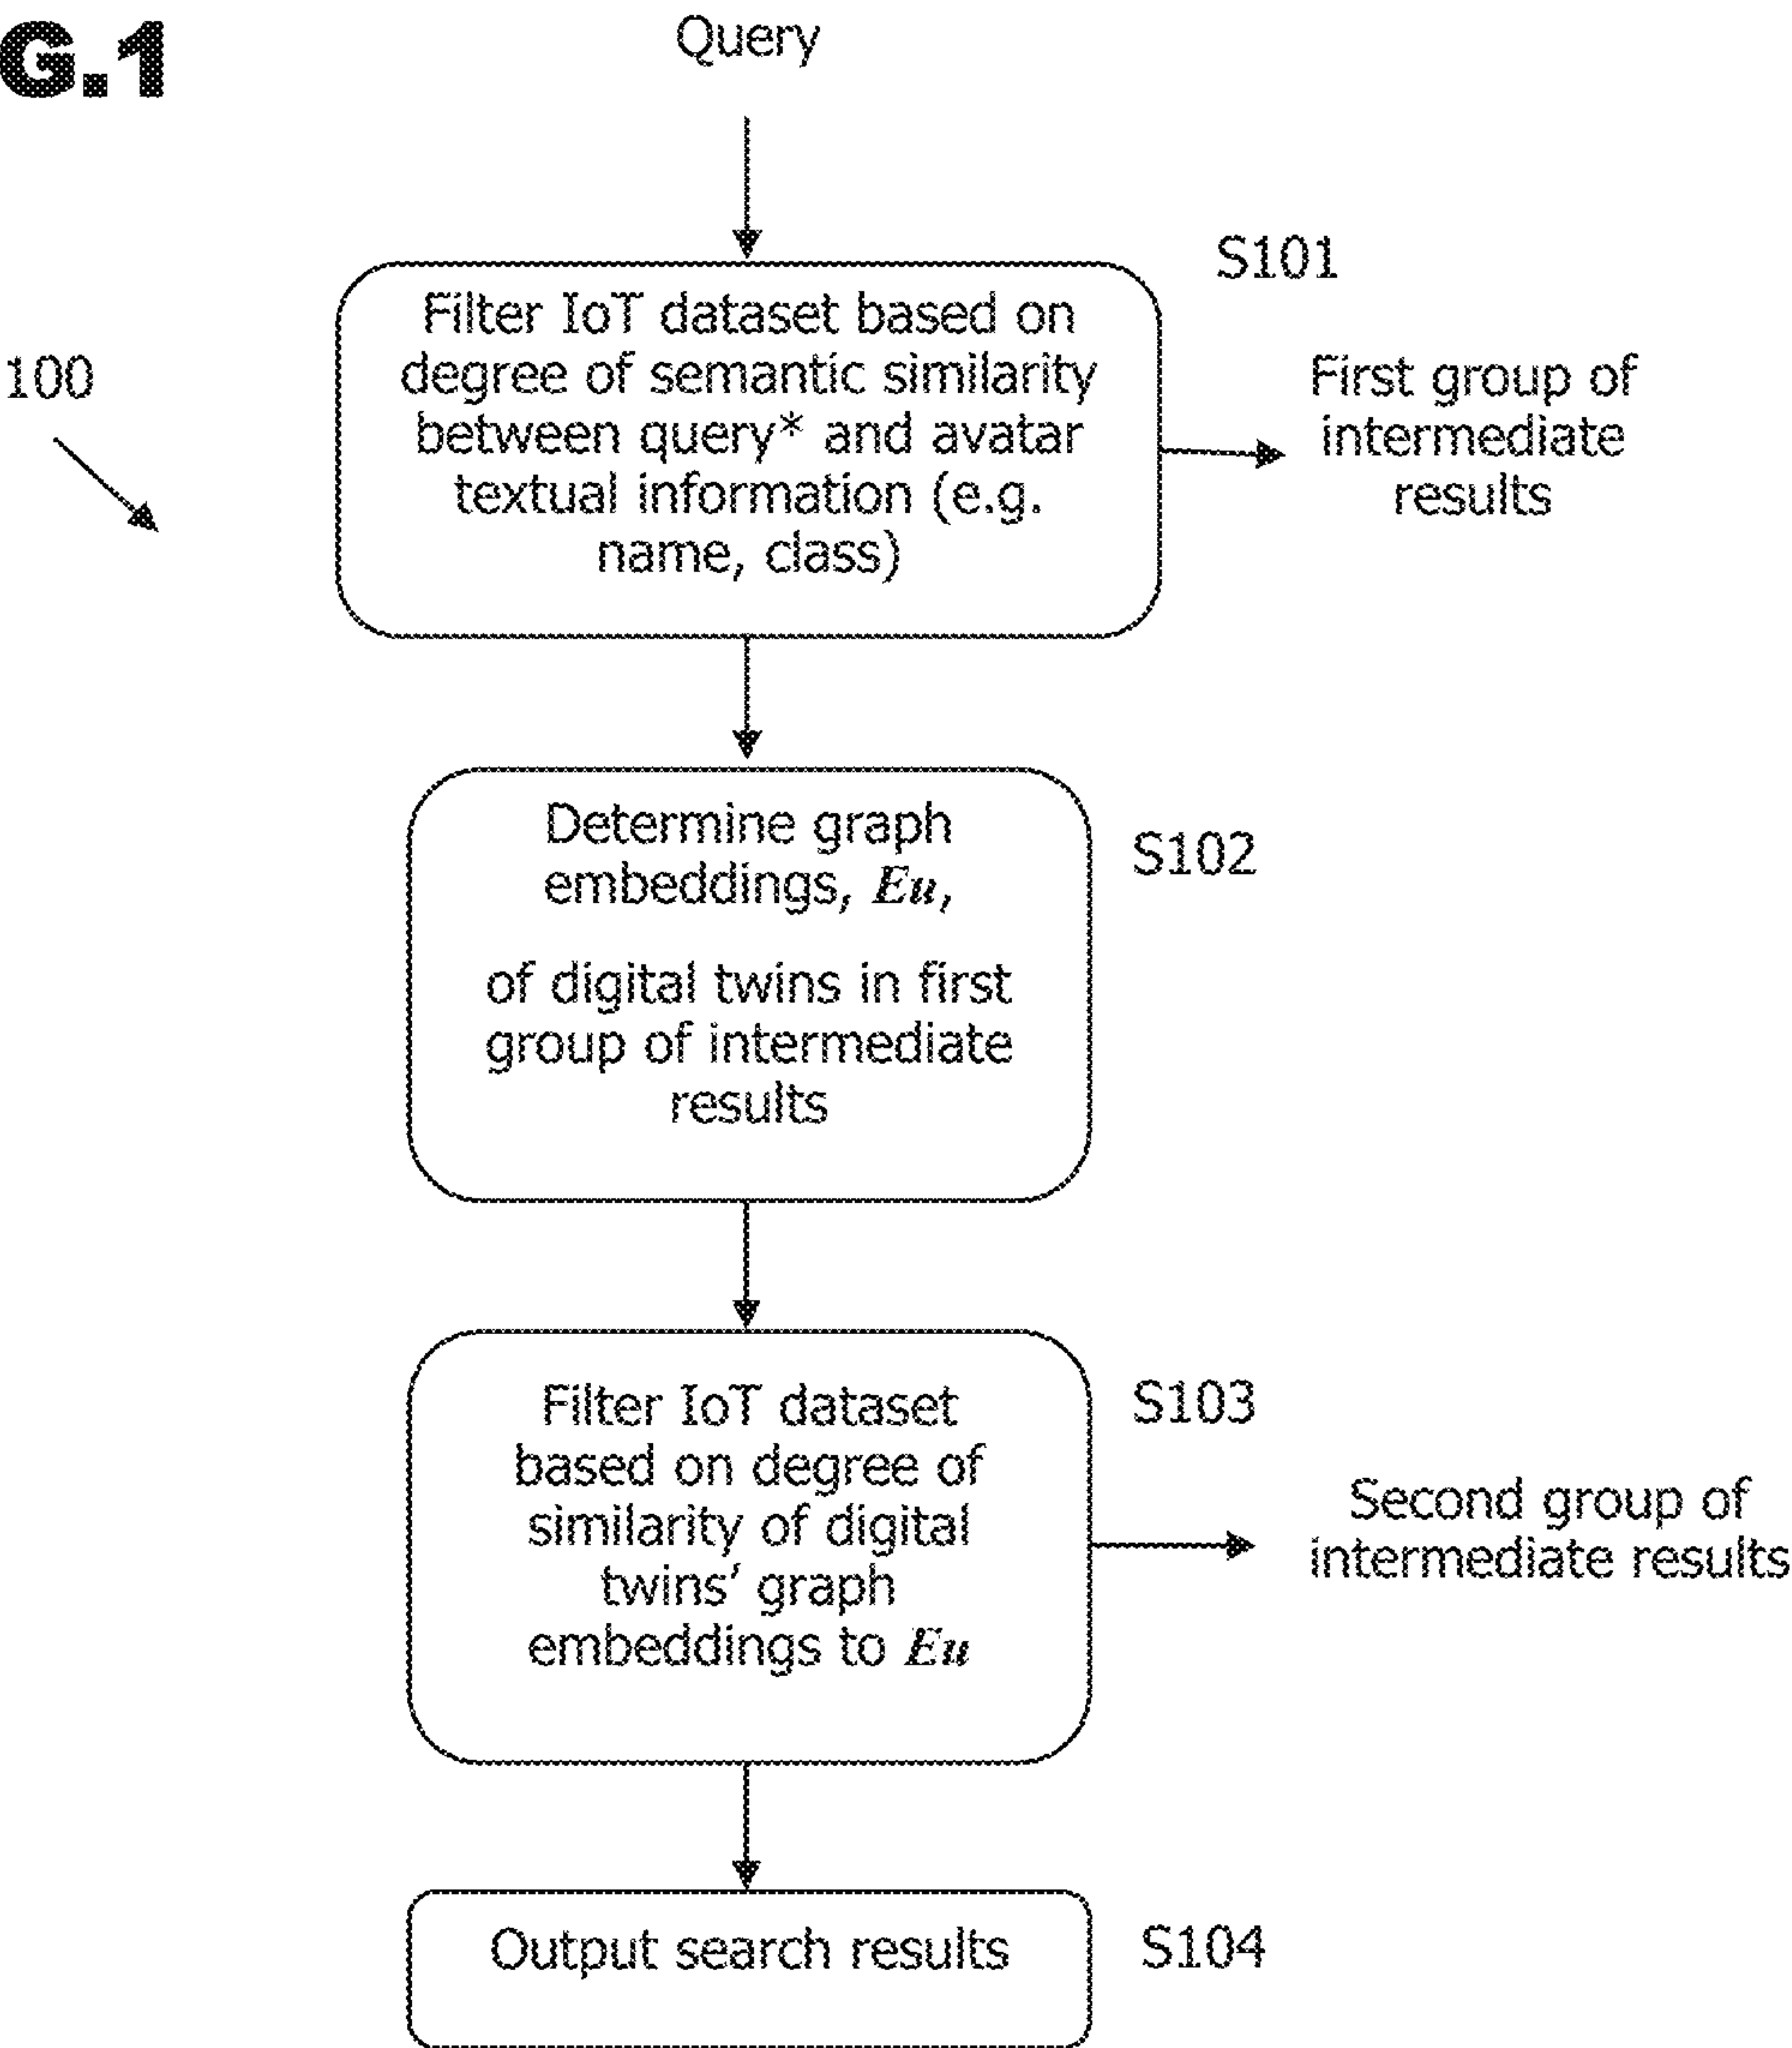 G.1
Query
S101
Filter IoT dataset based on
degree of semantic similarity
between query* and avatar
textual information (e.g.
name, class)
100
First group of
intermediate
results
Determine graph
embeddings, Eu,
of digital twins in first
group of intermediate
results
S102
Filter IoT dataset
based on degree of
similarity of digital
twins’ graph
embeddings to Eu
S103
Second group of
intermediate results
Output search results
S104